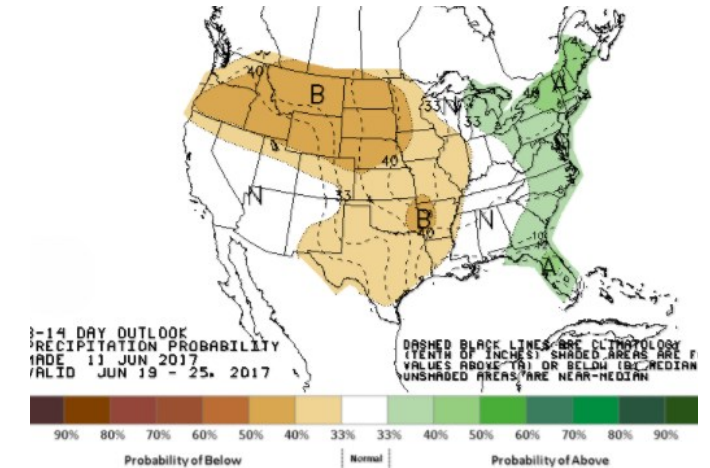 40
B
33
N
A
40
33
40
33
N
B
40
N
10
A
-14 DAY OUTLOOK
PRECIPITATION PROBABILITY
MADE 11 JUN 2017
VALID JUN 19 - 25, 2017
DASHED BLACK LINES ARE CLIMATOLOGY
(TENTH OF INCHES) SHADED AREAS ARE F
VALUES ABOVE (A) OR BELOW (B) MEDIAN
UNSHADED AREAS ARE NEAR-MEDIAN
90% 80% 70% 60% 50% 40% 33% 33% 40% 50% 60% 70% 80% 90%
Probability of Below Normal Probability of Above